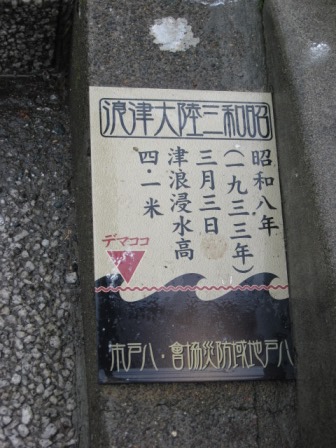 昭和三陸大津浪
昭和八年
(一九三三年)
三月三日
津浪浸水高
四・一米
ココマデ
八戸地域防災協會・八戸市